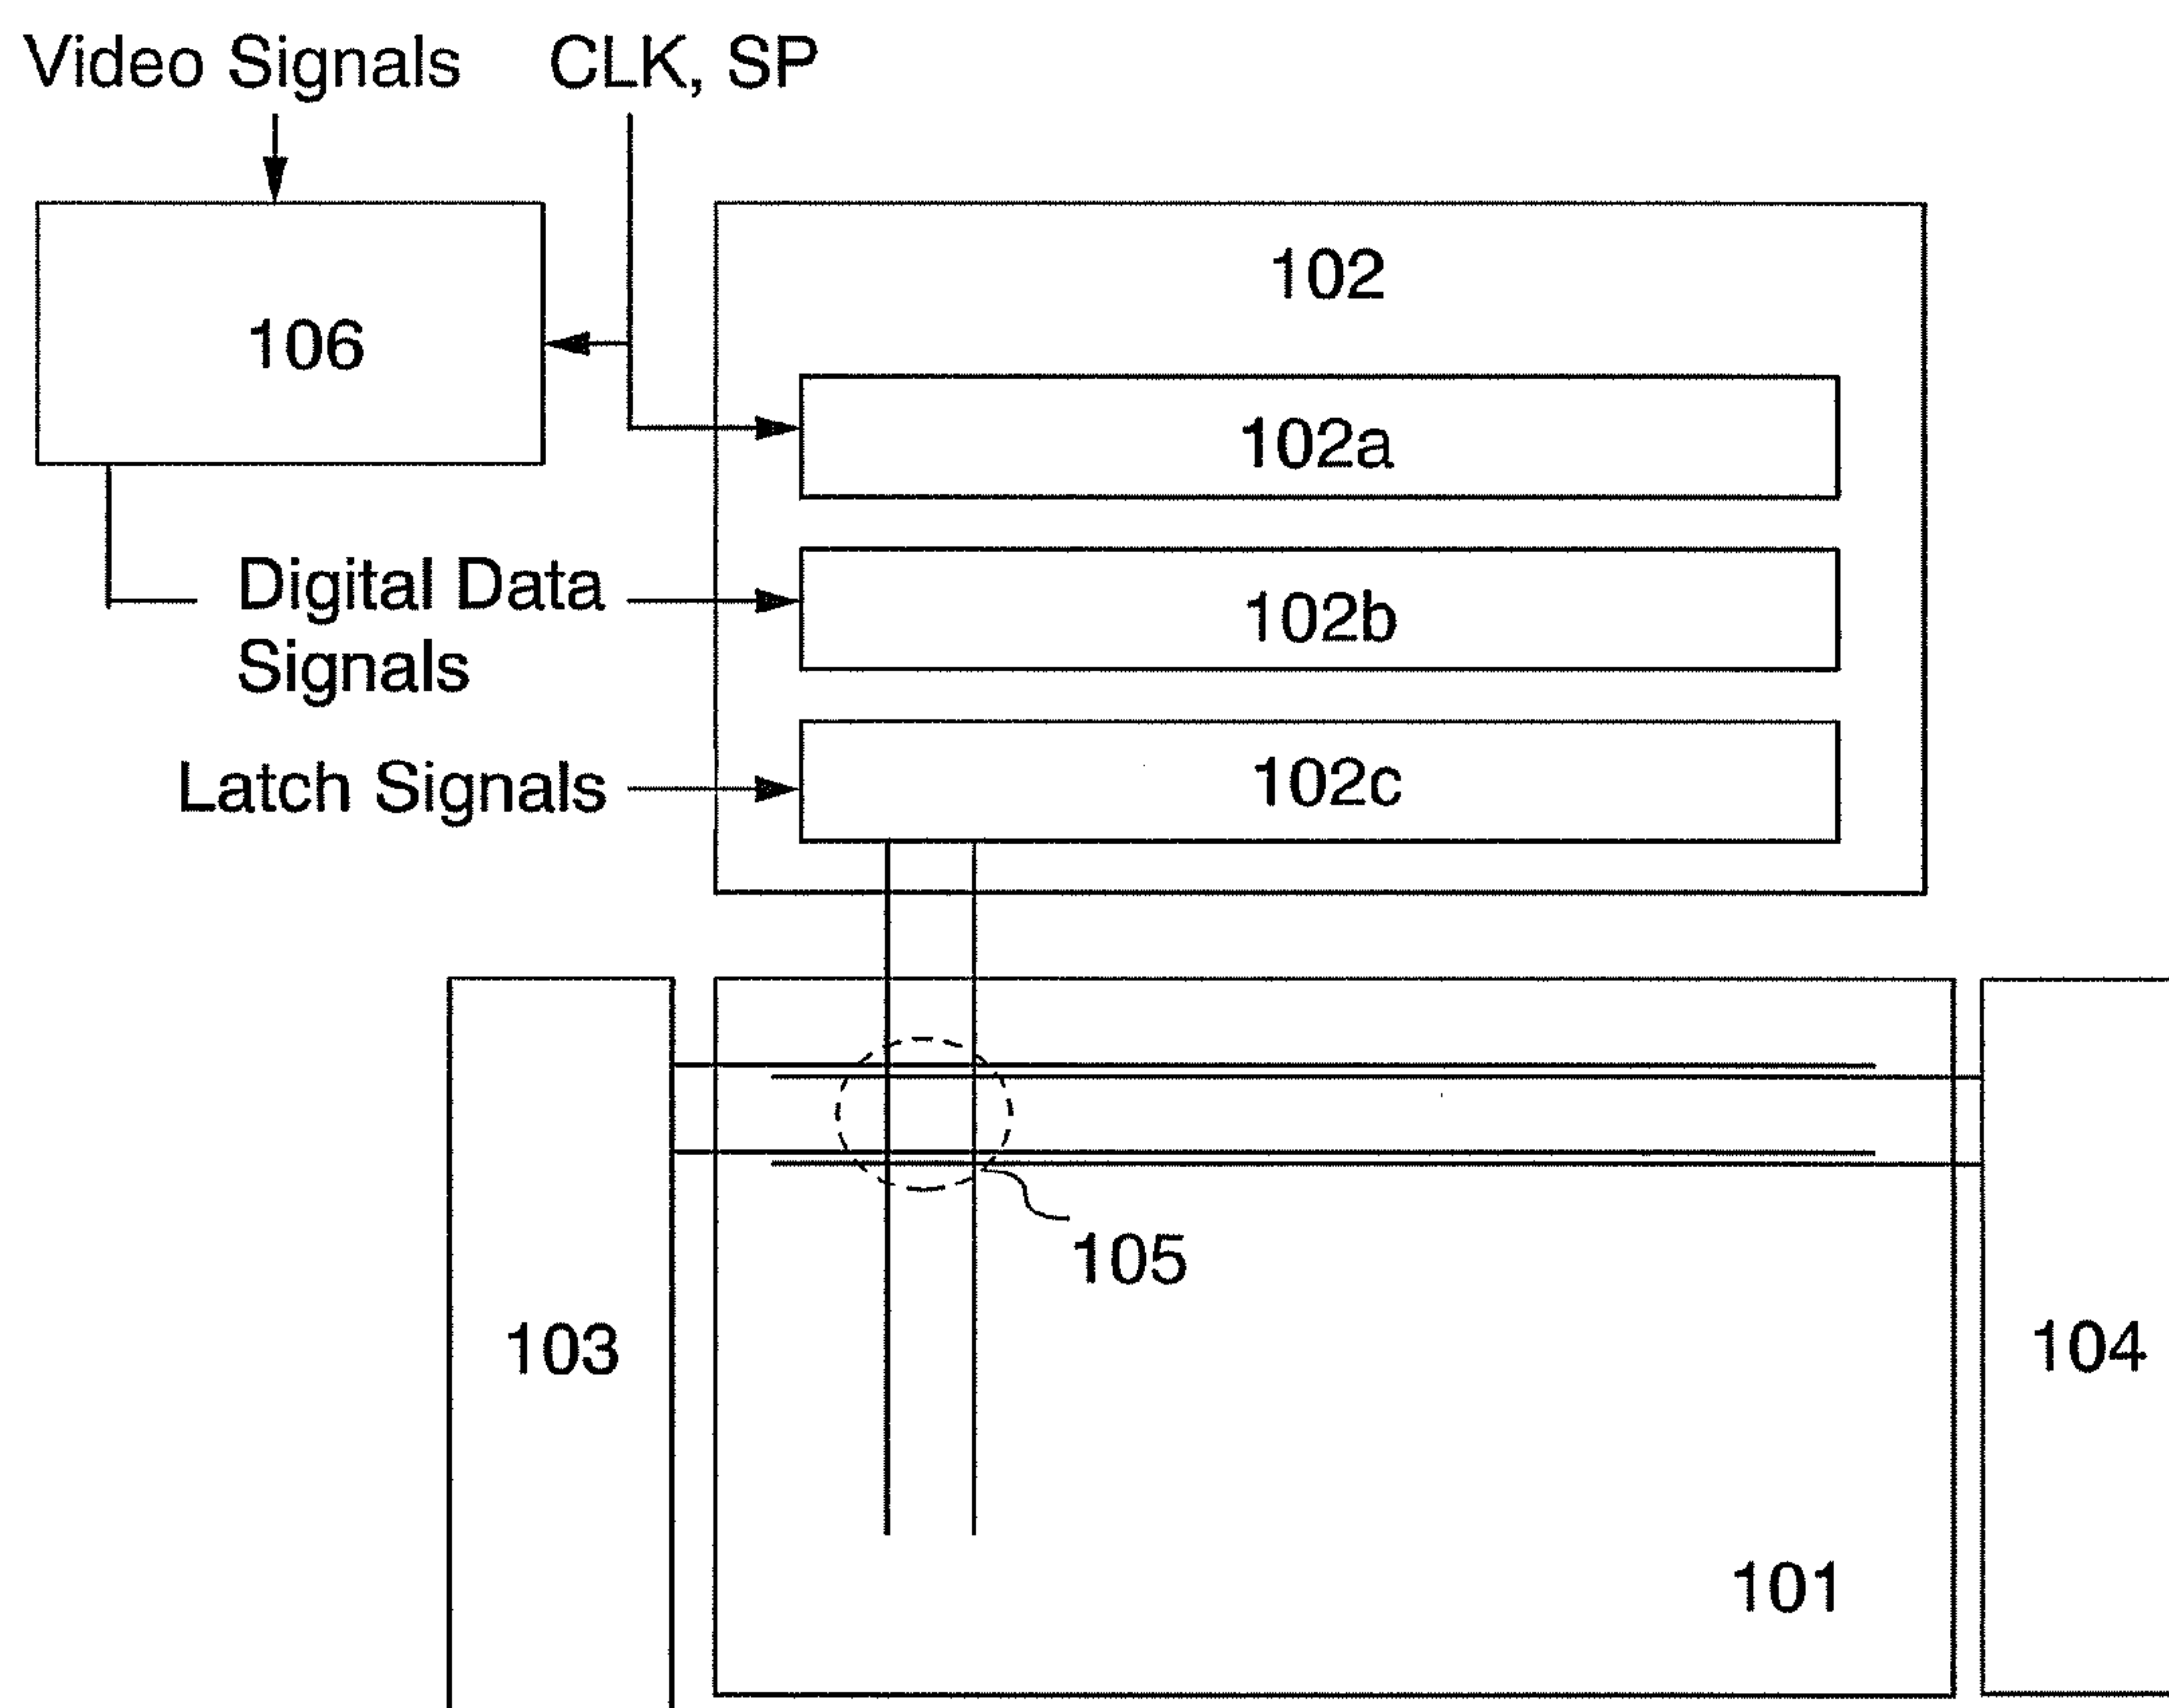 Video Signals
CLK, SP
102
106
102a
Digital Data
Signals
102b
Latch Signals
102c
105
103
104
101